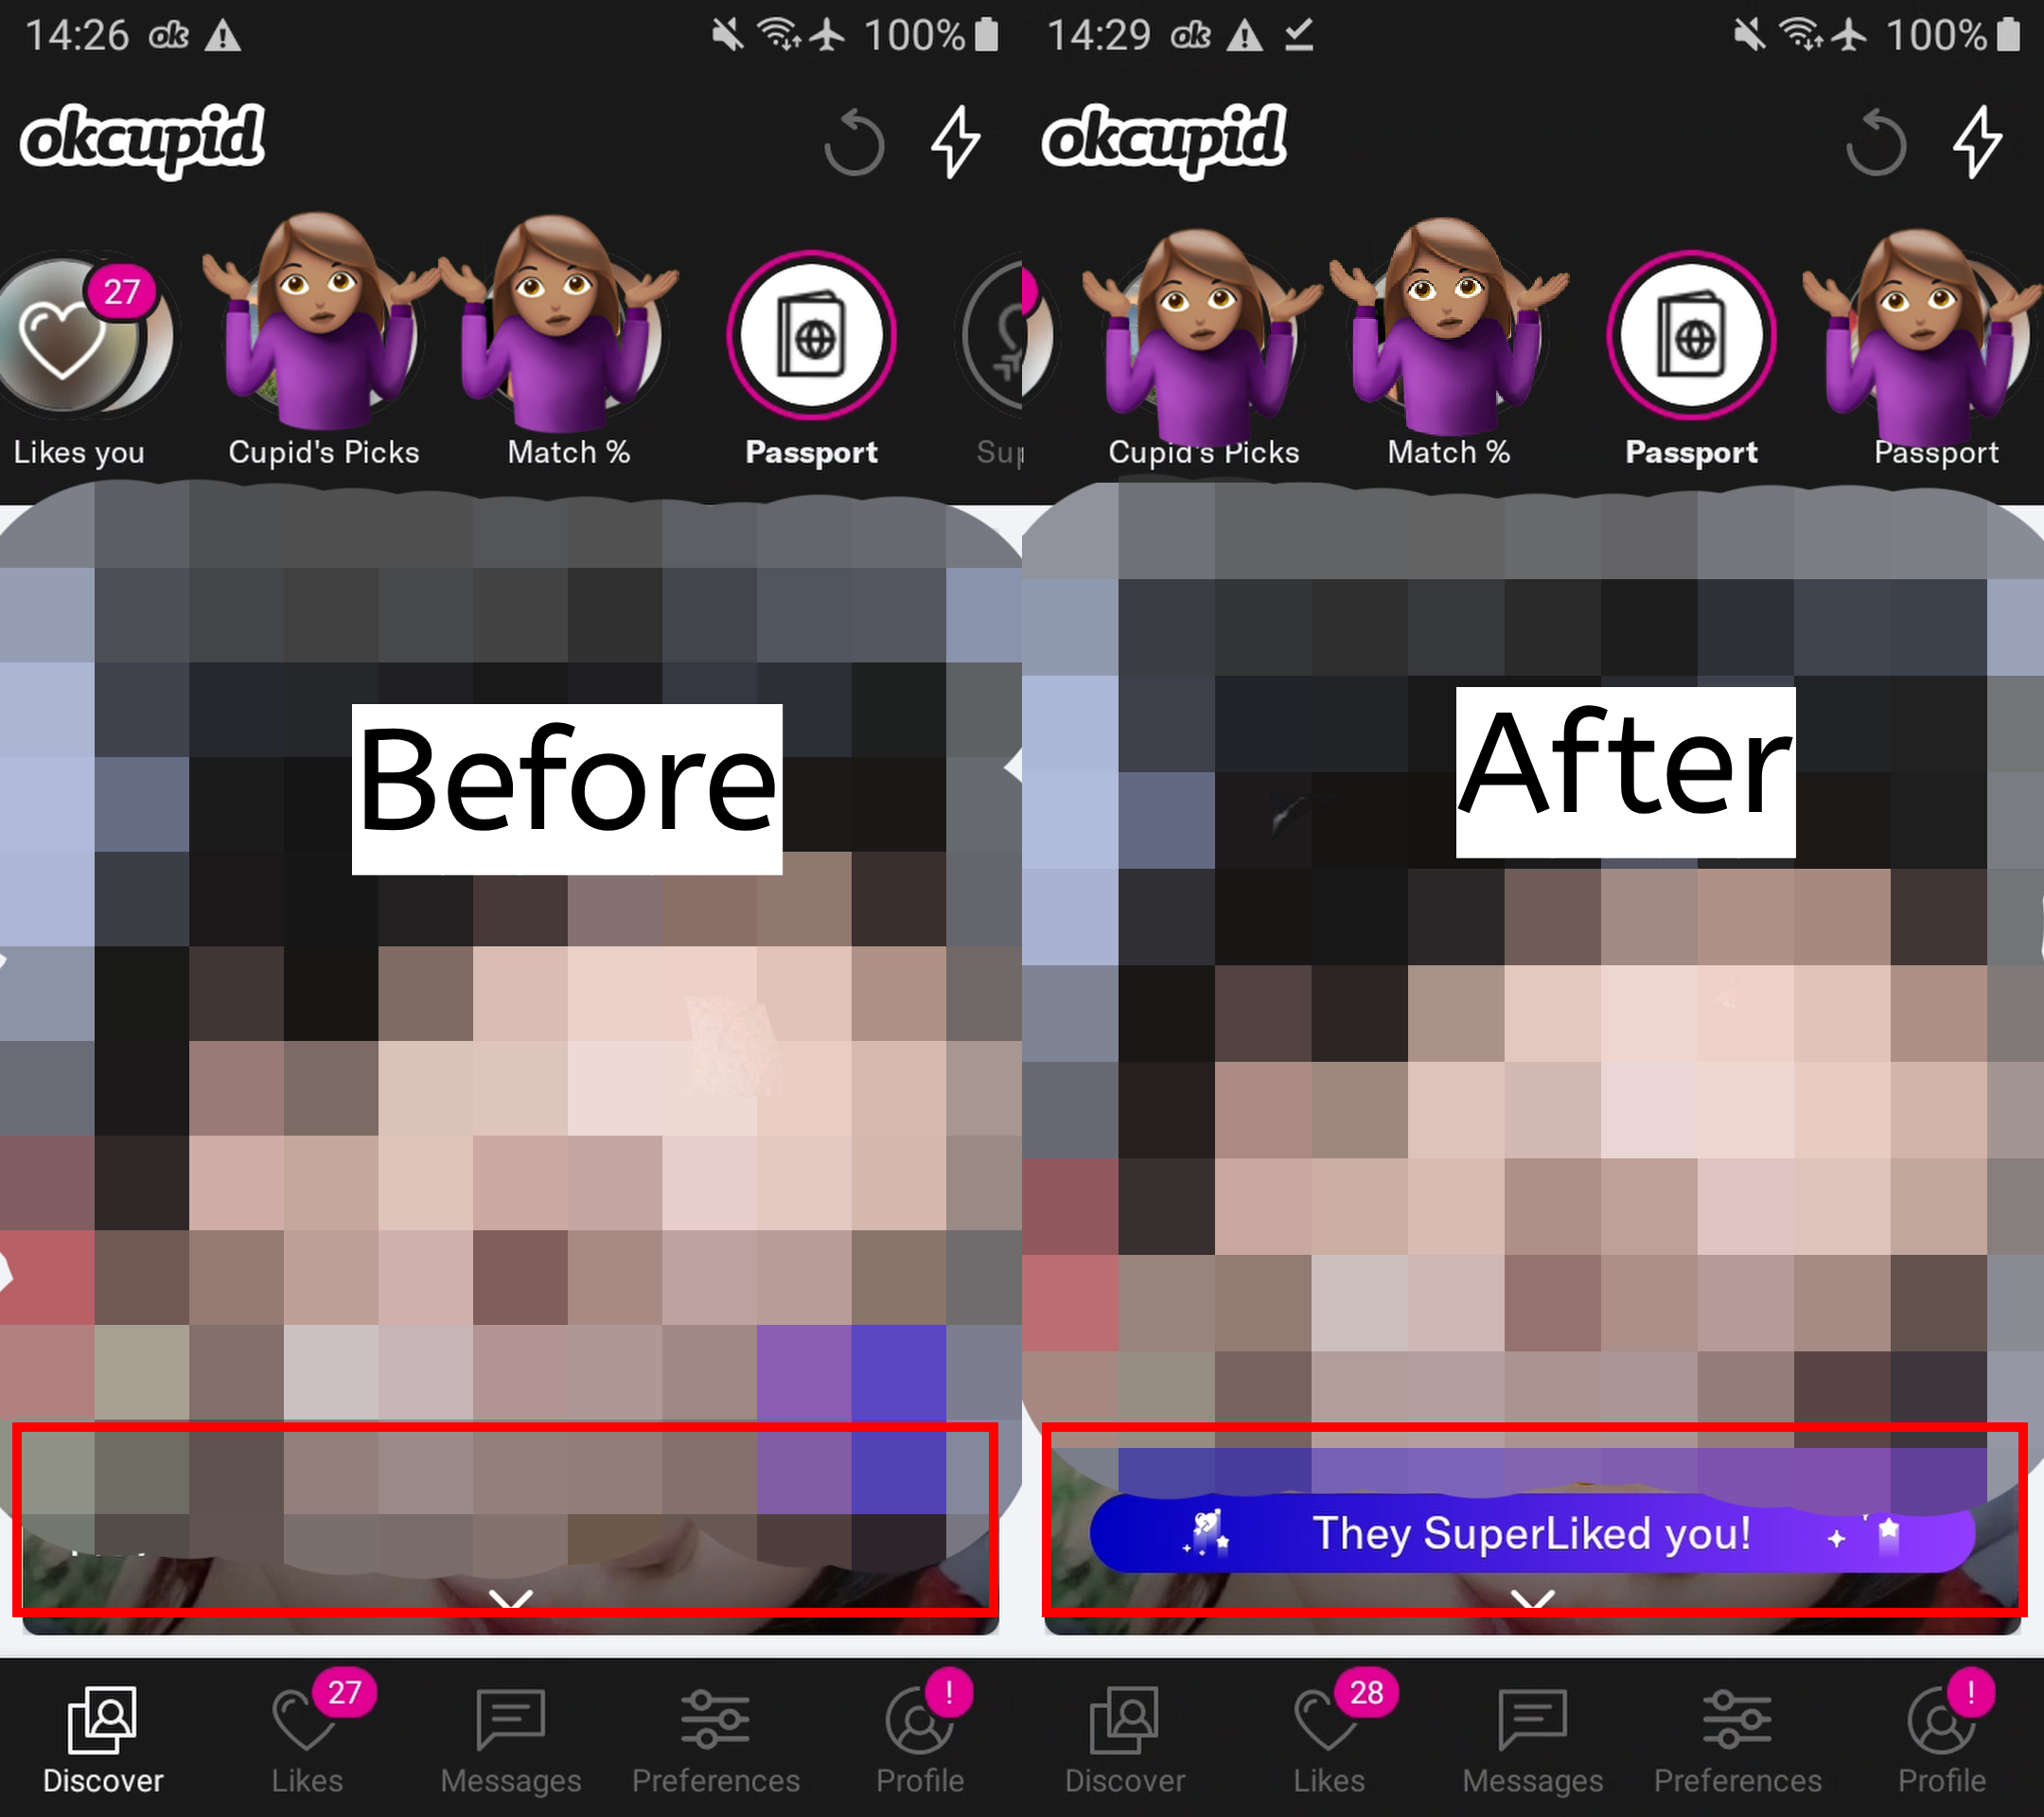 14:26 ok
100%
okcupid
27
Likes you
Cupid's Picks
Match %
Passport
Before
27
Discover
Likes
Messages
Preferences
!
Profile
14:29 ok
100%
okcupid
Cupid's Picks
Match %
Passport
Passport
After
They SuperLiked you!
28
Discover
Likes
Messages
Preferences
!
Profile